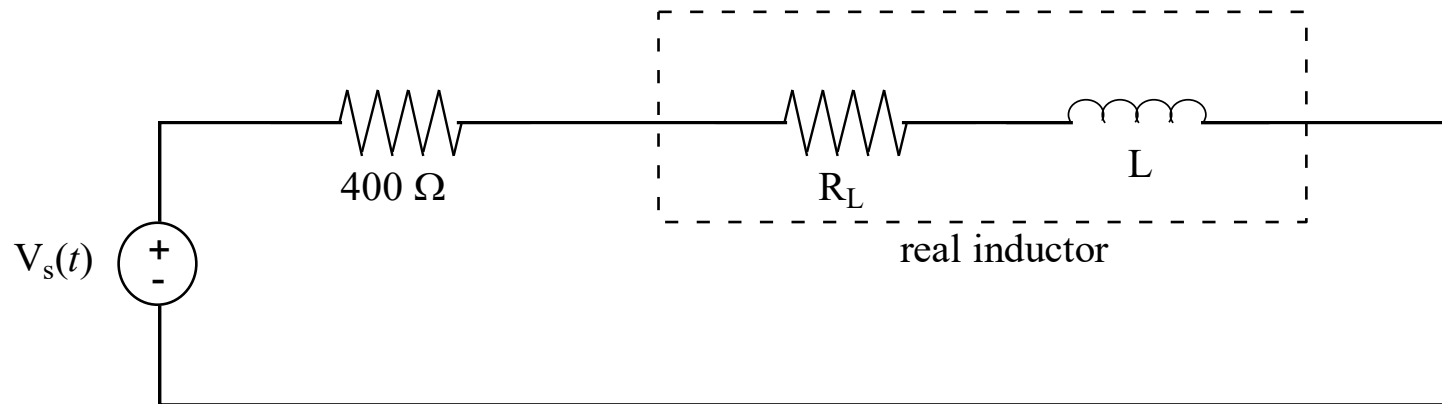 400 Ω
R_L
L
real inductor
V_s(t)
+
-